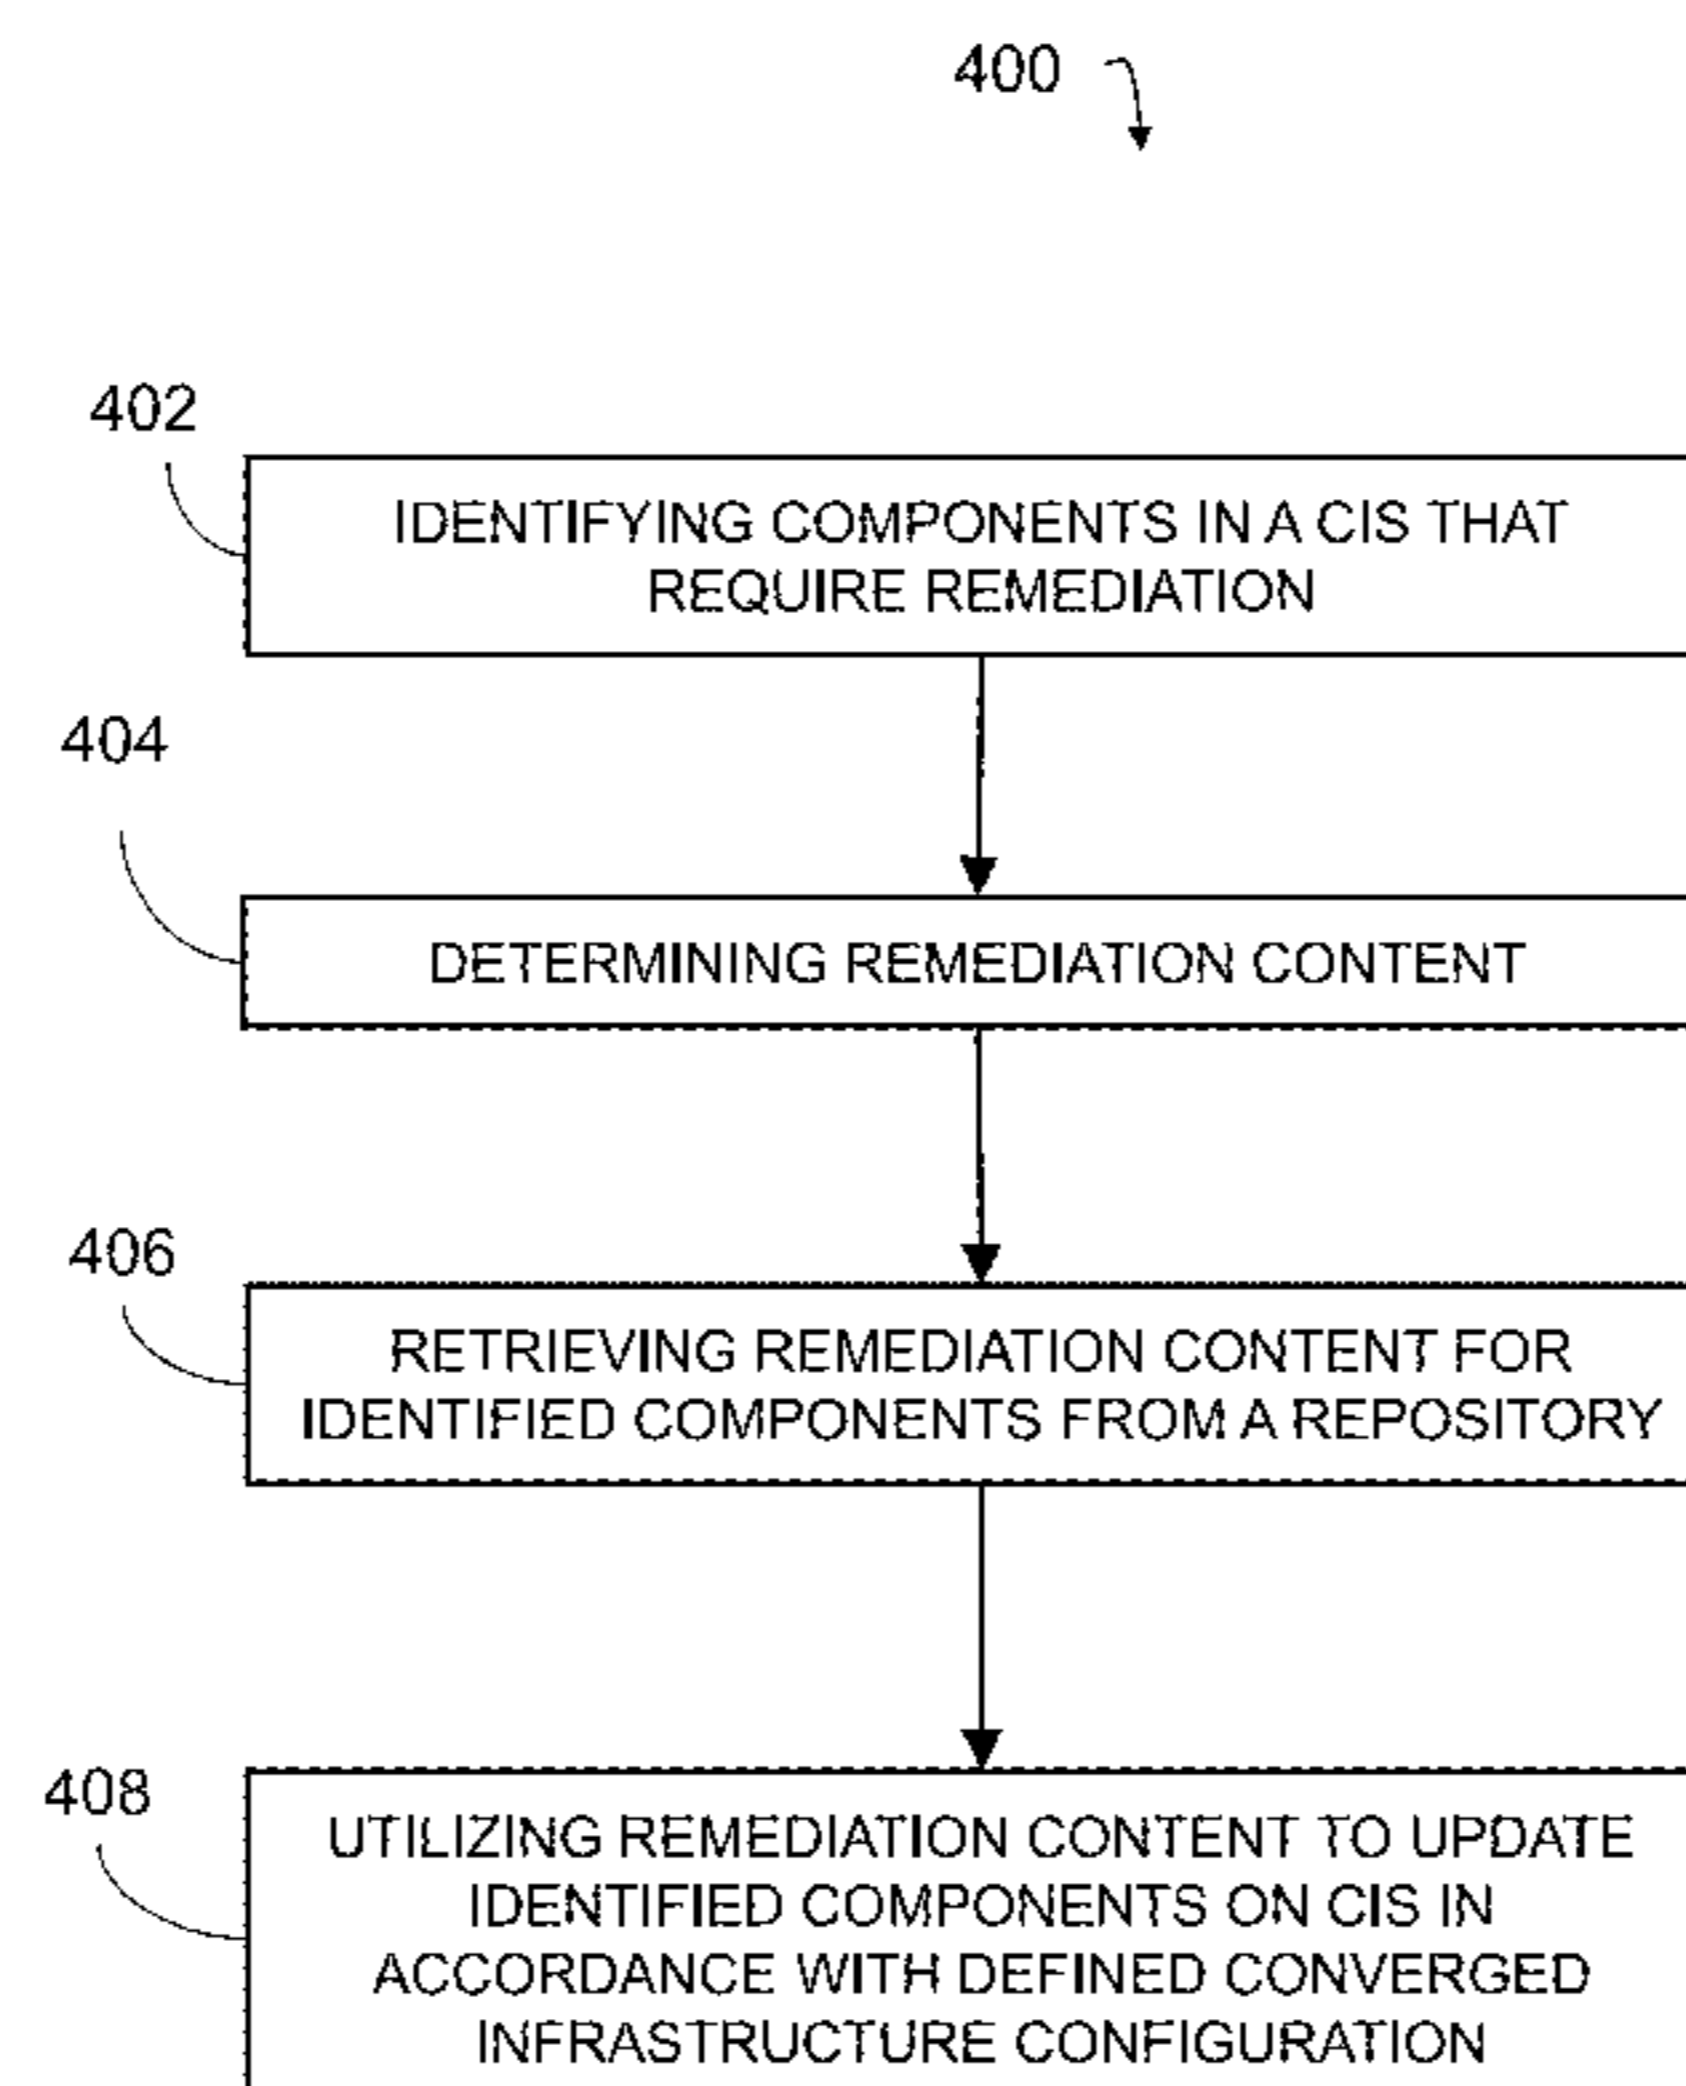 400
402
IDENTIFYING COMPONENTS IN A CIS THAT
REQUIRE REMEDIATION
404
DETERMINING REMEDIATION CONTENT
406
RETRIEVING REMEDIATION CONTENT FOR
IDENTIFIED COMPONENTS FROM A REPOSITORY
408
UTILIZING REMEDIATION CONTENT TO UPDATE
IDENTIFIED COMPONENTS ON CIS IN
ACCORDANCE WITH DEFINED CONVERGED
INFRASTRUCTURE CONFIGURATION